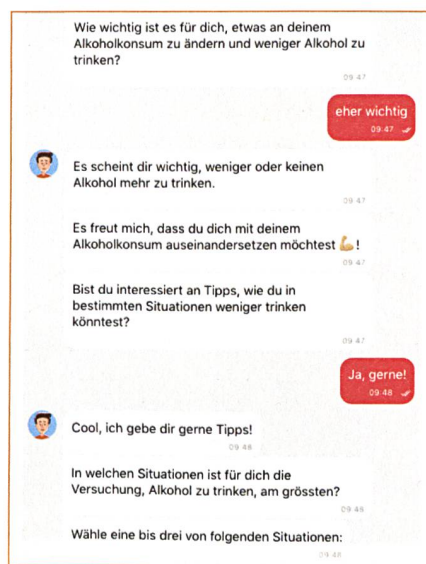 Wie wichtig ist es für dich, etwas an deinem
Alkoholkonsum zu ändern und weniger Alkohol zu
trinken?
09:47
eher wichtig
09:47
Es scheint dir wichtig, weniger oder keinen
Alkohol mehr zu trinken.
09:47
Es freut mich, dass du dich mit deinem
Alkoholkonsum auseinandersetzen möchtest 💪!
09:47
Bist du interessiert an Tipps, wie du in
bestimmten Situationen weniger trinken
könntest?
09:47
Ja, gerne!
09:48
Cool, ich gebe dir gerne Tipps!
09:48
In welchen Situationen ist für dich die
Versuchung, Alkohol zu trinken, am grössten?
09:48
Wähle eine bis drei von folgenden Situationen:
09:48